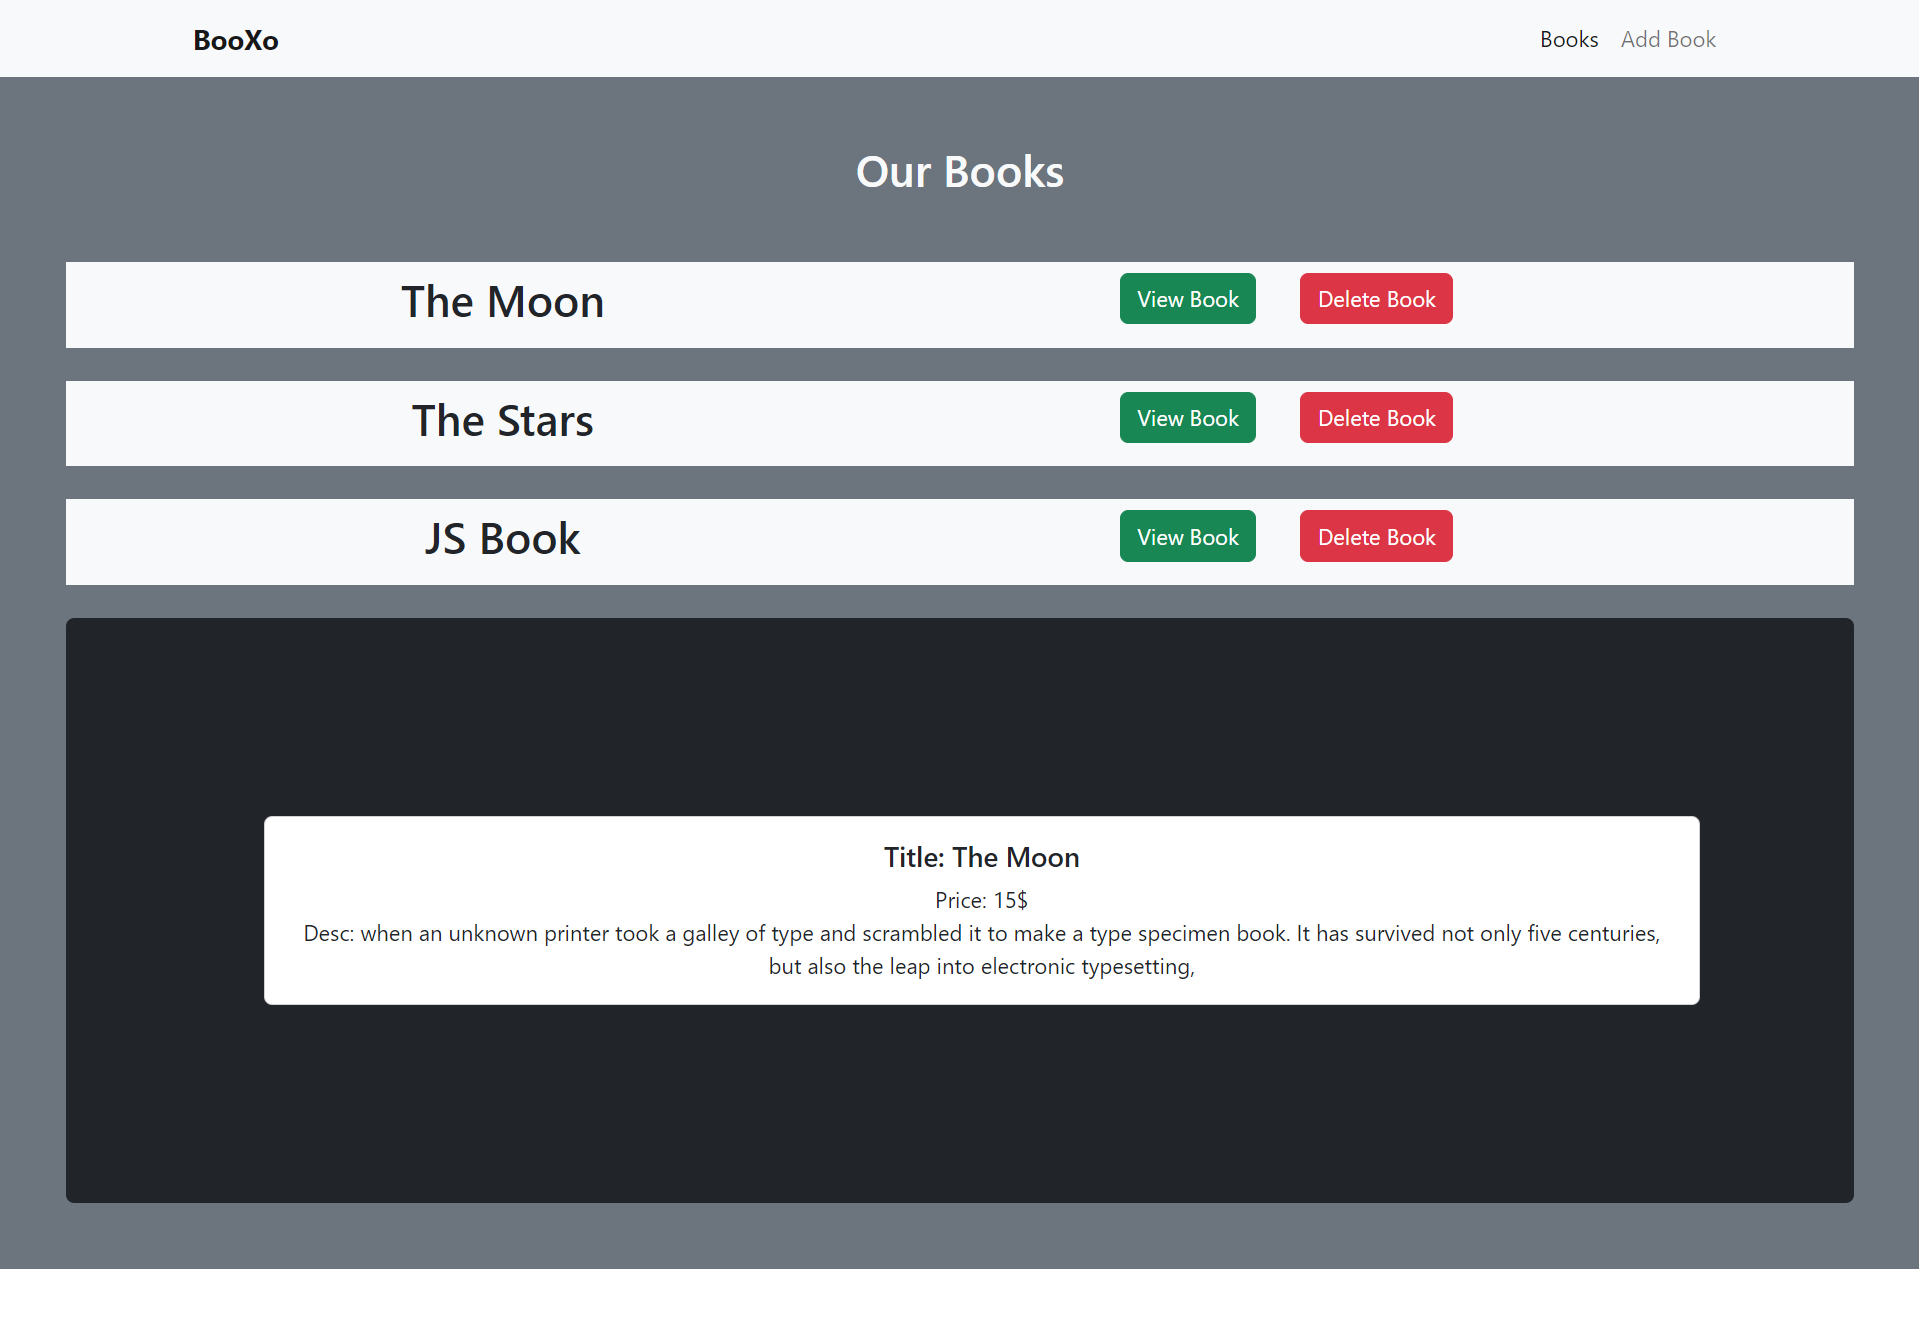 BooXo
Books Add Book
Our Books
The Moon
View Book
Delete Book
The Stars
View Book
Delete Book
JS Book
View Book
Delete Book
Title: The Moon
Price: 15$
Desc: when an unknown printer took a galley of type and scrambled it to make a type specimen book. It has survived not only five centuries,
but also the leap into electronic typesetting,